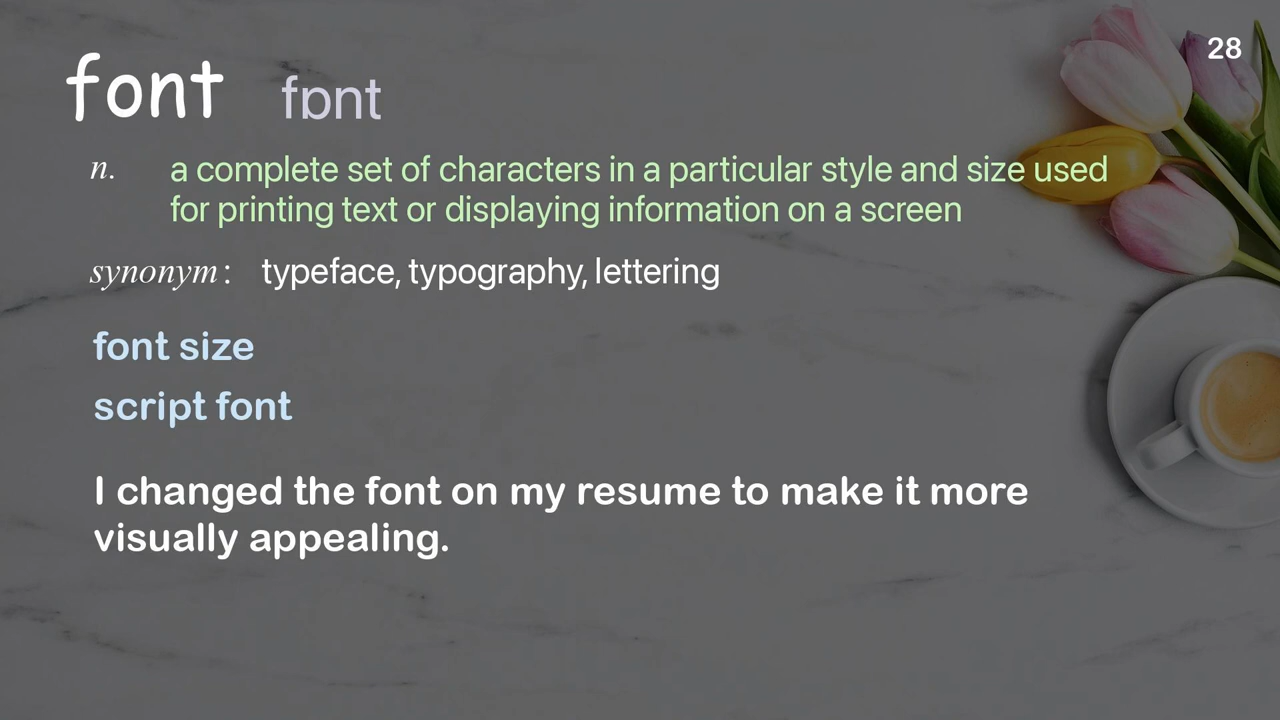 28
font fɒnt
n. a complete set of characters in a particular style and size used
for printing text or displaying information on a screen
synonym: typeface, typography, lettering
font size
script font
I changed the font on my resume to make it more
visually appealing.